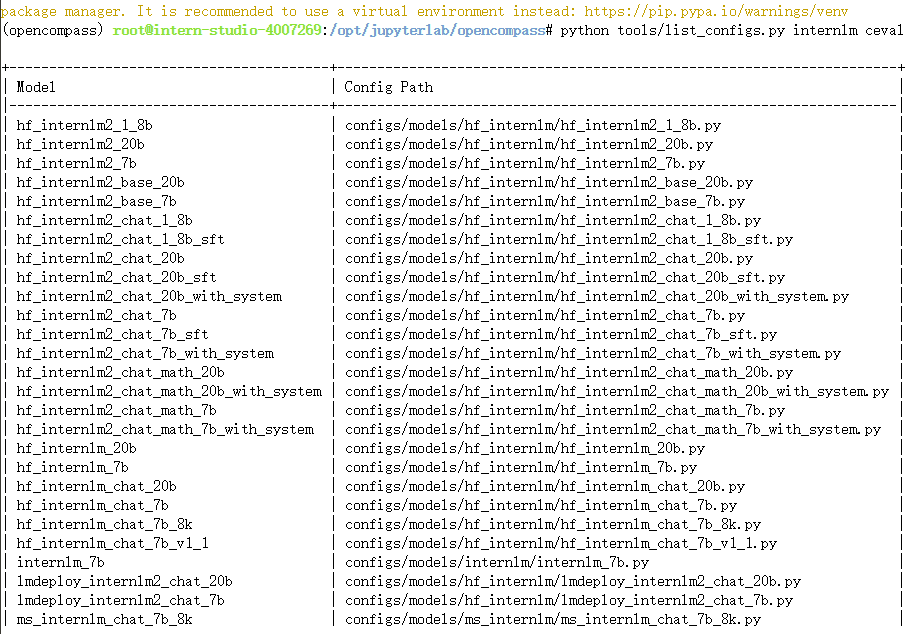 package manager. It is recommended to use a virtual environment instead: https://pip.pypa.io/warnings/venv
(opencompass) root@intern-studio-4007269:/opt/jupyterlab/opencompass# python tools/list_configs.py internlm ceval
+----------------------------------------+----------------------------------------------------------------------+
| Model | Config Path |
|----------------------------------------+----------------------------------------------------------------------|
| hf_internlm2_1_8b | configs/models/hf_internlm/hf_internlm2_1_8b.py |
| hf_internlm2_20b | configs/models/hf_internlm/hf_internlm2_20b.py |
| hf_internlm2_7b | configs/models/hf_internlm/hf_internlm2_7b.py |
| hf_internlm2_base_20b | configs/models/hf_internlm/hf_internlm2_base_20b.py |
| hf_internlm2_base_7b | configs/models/hf_internlm/hf_internlm2_base_7b.py |
| hf_internlm2_chat_1_8b | configs/models/hf_internlm/hf_internlm2_chat_1_8b.py |
| hf_internlm2_chat_1_8b_sft | configs/models/hf_internlm/hf_internlm2_chat_1_8b_sft.py |
| hf_internlm2_chat_20b | configs/models/hf_internlm/hf_internlm2_chat_20b.py |
| hf_internlm2_chat_20b_sft | configs/models/hf_internlm/hf_internlm2_chat_20b_sft.py |
| hf_internlm2_chat_20b_with_system | configs/models/hf_internlm/hf_internlm2_chat_20b_with_system.py |
| hf_internlm2_chat_7b | configs/models/hf_internlm/hf_internlm2_chat_7b.py |
| hf_internlm2_chat_7b_sft | configs/models/hf_internlm/hf_internlm2_chat_7b_sft.py |
| hf_internlm2_chat_7b_with_system | configs/models/hf_internlm/hf_internlm2_chat_7b_with_system.py |
| hf_internlm2_chat_math_20b | configs/models/hf_internlm/hf_internlm2_chat_math_20b.py |
| hf_internlm2_chat_math_20b_with_system | configs/models/hf_internlm/hf_internlm2_chat_math_20b_with_system.py |
| hf_internlm2_chat_math_7b | configs/models/hf_internlm/hf_internlm2_chat_math_7b.py |
| hf_internlm2_chat_math_7b_with_system | configs/models/hf_internlm/hf_internlm2_chat_math_7b_with_system.py |
| hf_internlm_20b | configs/models/hf_internlm/hf_internlm_20b.py |
| hf_internlm_7b | configs/models/hf_internlm/hf_internlm_7b.py |
| hf_internlm_chat_20b | configs/models/hf_internlm/hf_internlm_chat_20b.py |
| hf_internlm_chat_7b | configs/models/hf_internlm/hf_internlm_chat_7b.py |
| hf_internlm_chat_7b_8k | configs/models/hf_internlm/hf_internlm_chat_7b_8k.py |
| hf_internlm_chat_7b_v1_1 | configs/models/hf_internlm/hf_internlm_chat_7b_v1_1.py |
| internlm_7b | configs/models/internlm/internlm_7b.py |
| lmdeploy_internlm2_chat_20b | configs/models/hf_internlm/lmdeploy_internlm2_chat_20b.py |
| lmdeploy_internlm2_chat_7b | configs/models/hf_internlm/lmdeploy_internlm2_chat_7b.py |
| ms_internlm_chat_7b_8k | configs/models/ms_internlm/ms_internlm_chat_7b_8k.py |